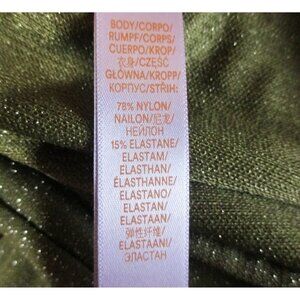 BODY/CORPO/
RUMPF/CORPS/
CUERPO/KROP/
衣身/CZĘŚĆ
GŁÓWNA/KROPP/
КОРПУС/STŘIH:
78% NYLON/
NAILON/尼龙/
НЕЙЛОН
15% ELASTANE/
ELASTAM/
ELASTHAN/
ÉLASTHANNE/
ELASTANO/
ELASTAN/
ELASTAAN/
弹性纤维/
ELASTAANI/
ЭЛАСТАН